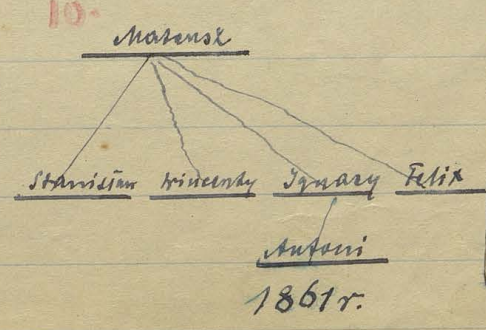 10.
Mateusz
Stanisław Wincenty Ignacy Felix
Antoni
1861 r.